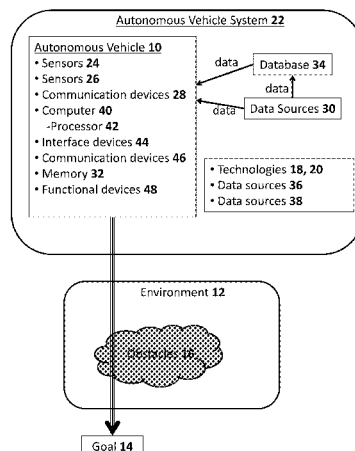 Autonomous Vehicle System 22
Autonomous Vehicle 10
• Sensors 24
• Sensors 26
• Communication devices 28
• Computer 40
-Processor 42
• Interface devices 44
• Communication devices 46
• Memory 32
• Functional devices 48
data
Database 34
data
data
Data Sources 30
• Technologies 18, 20
• Data sources 36
• Data sources 38
Environment 12
Obstacles 16
Goal 14